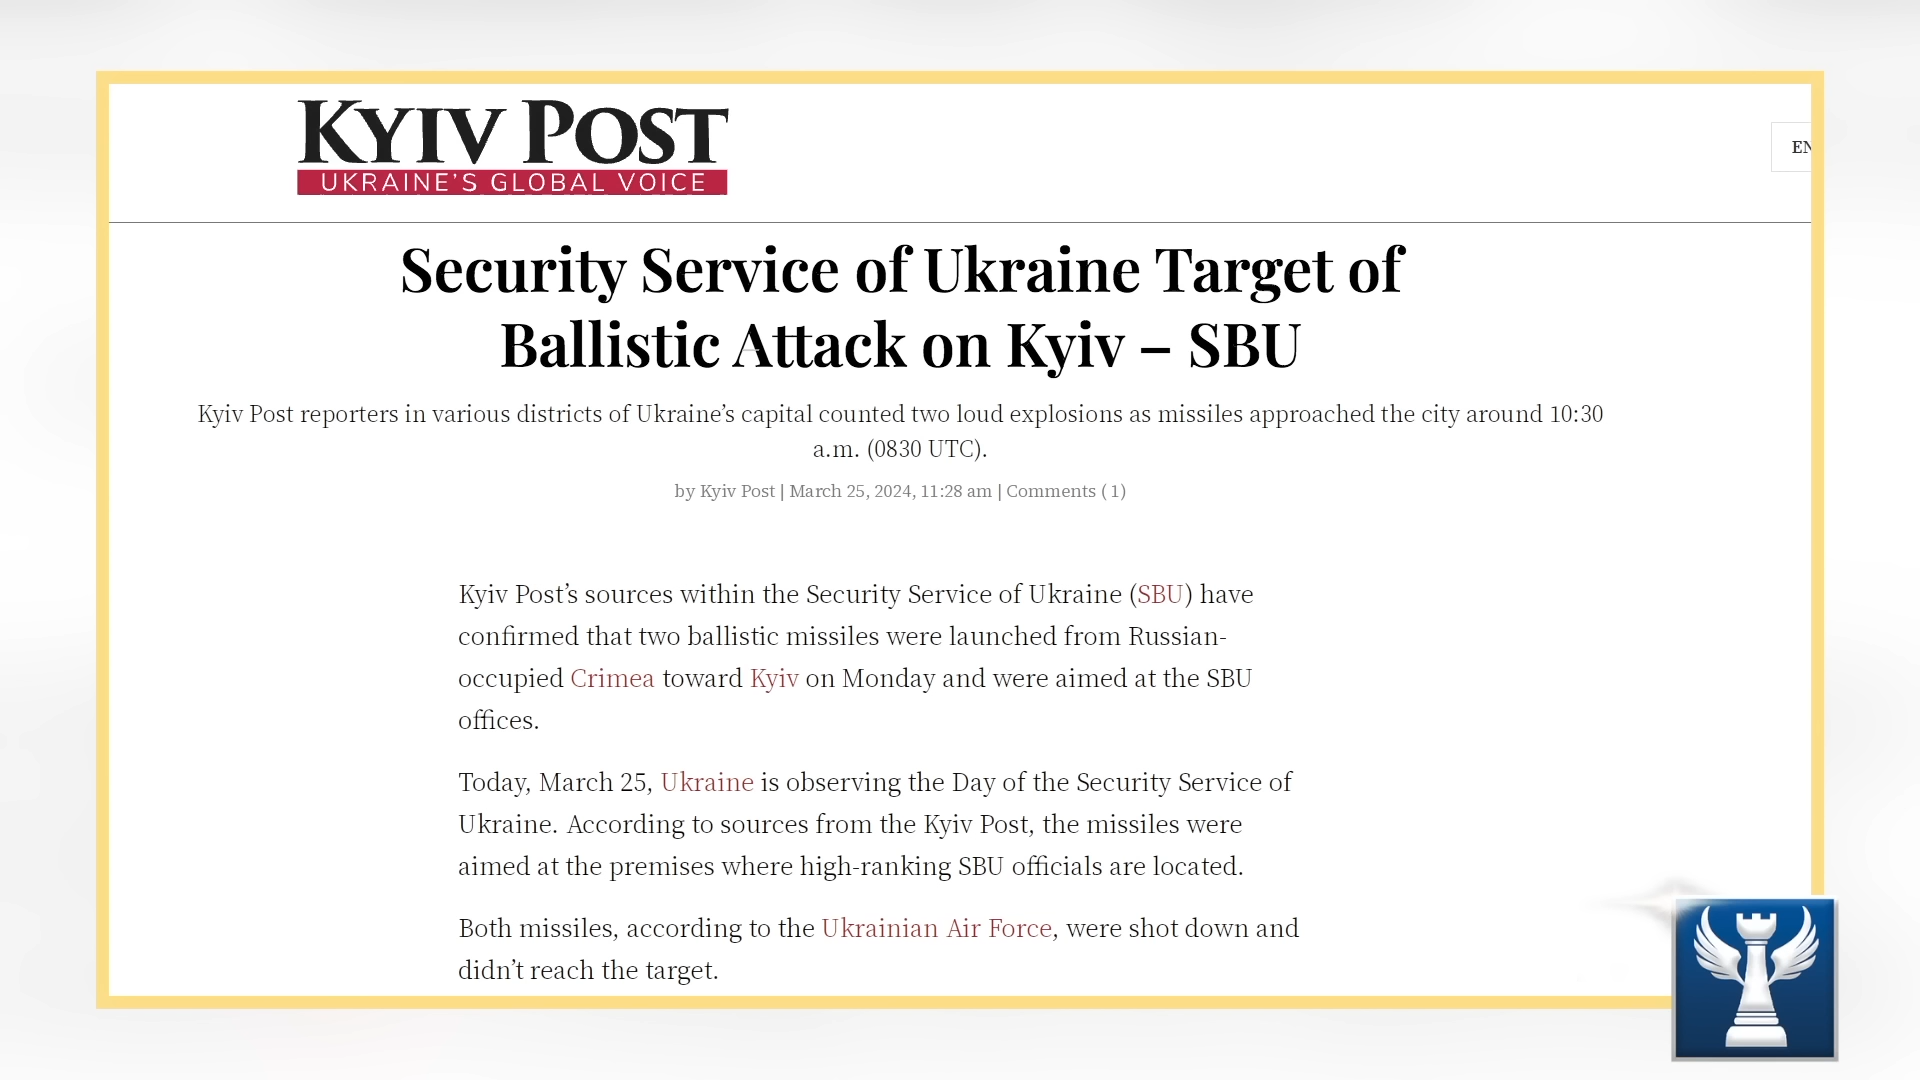 KYIV POST
UKRAINE'S GLOBAL VOICE
EN
Security Service of Ukraine Target of
Ballistic Attack on Kyiv – SBU
Kyiv Post reporters in various districts of Ukraine’s capital counted two loud explosions as missiles approached the city around 10:30
a.m. (0830 UTC).
by Kyiv Post | March 25, 2024, 11:28 am | Comments ( 1)
Kyiv Post’s sources within the Security Service of Ukraine (SBU) have
confirmed that two ballistic missiles were launched from Russian-
occupied Crimea toward Kyiv on Monday and were aimed at the SBU
offices.
Today, March 25, Ukraine is observing the Day of the Security Service of
Ukraine. According to sources from the Kyiv Post, the missiles were
aimed at the premises where high-ranking SBU officials are located.
Both missiles, according to the Ukrainian Air Force, were shot down and
didn’t reach the target.